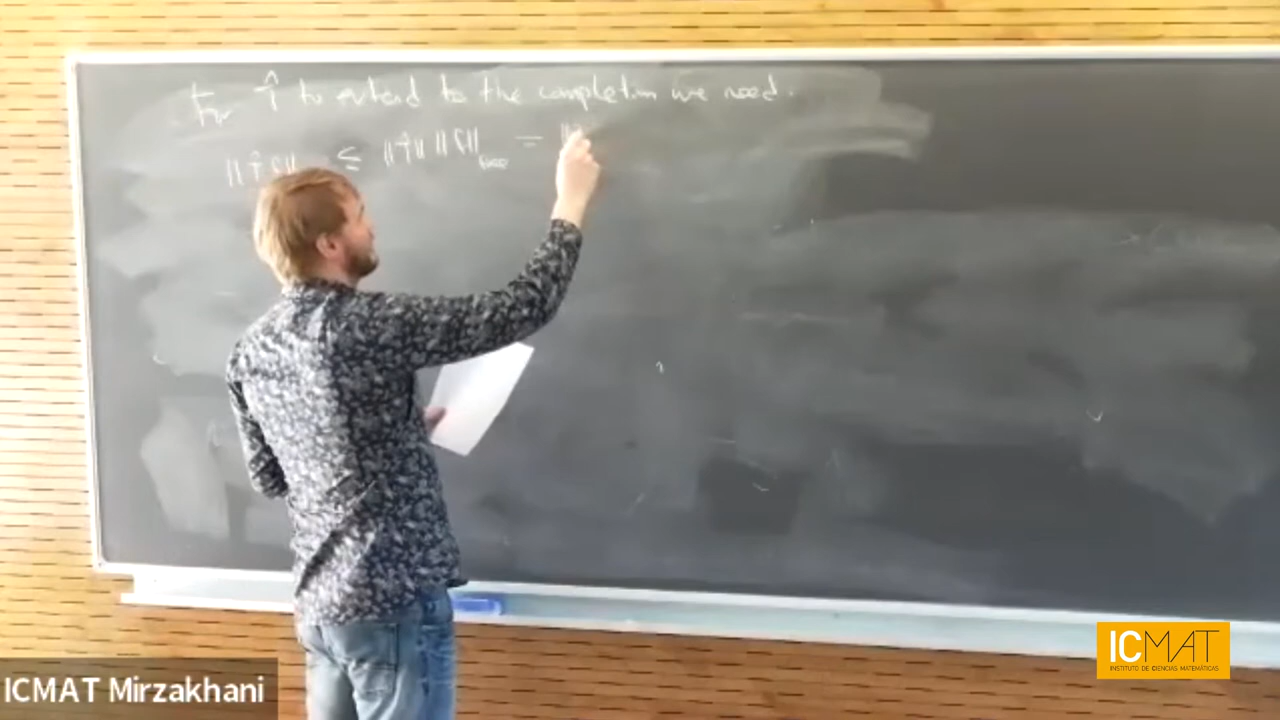 For T̂ to extend to the completion we need.
‖T̂ ≤ ‖T̂‖ ‖ ‖ = ‖
ICMAT
INSTITUTO DE CIENCIAS MATEMÁTICAS
ICMAT Mirzakhani